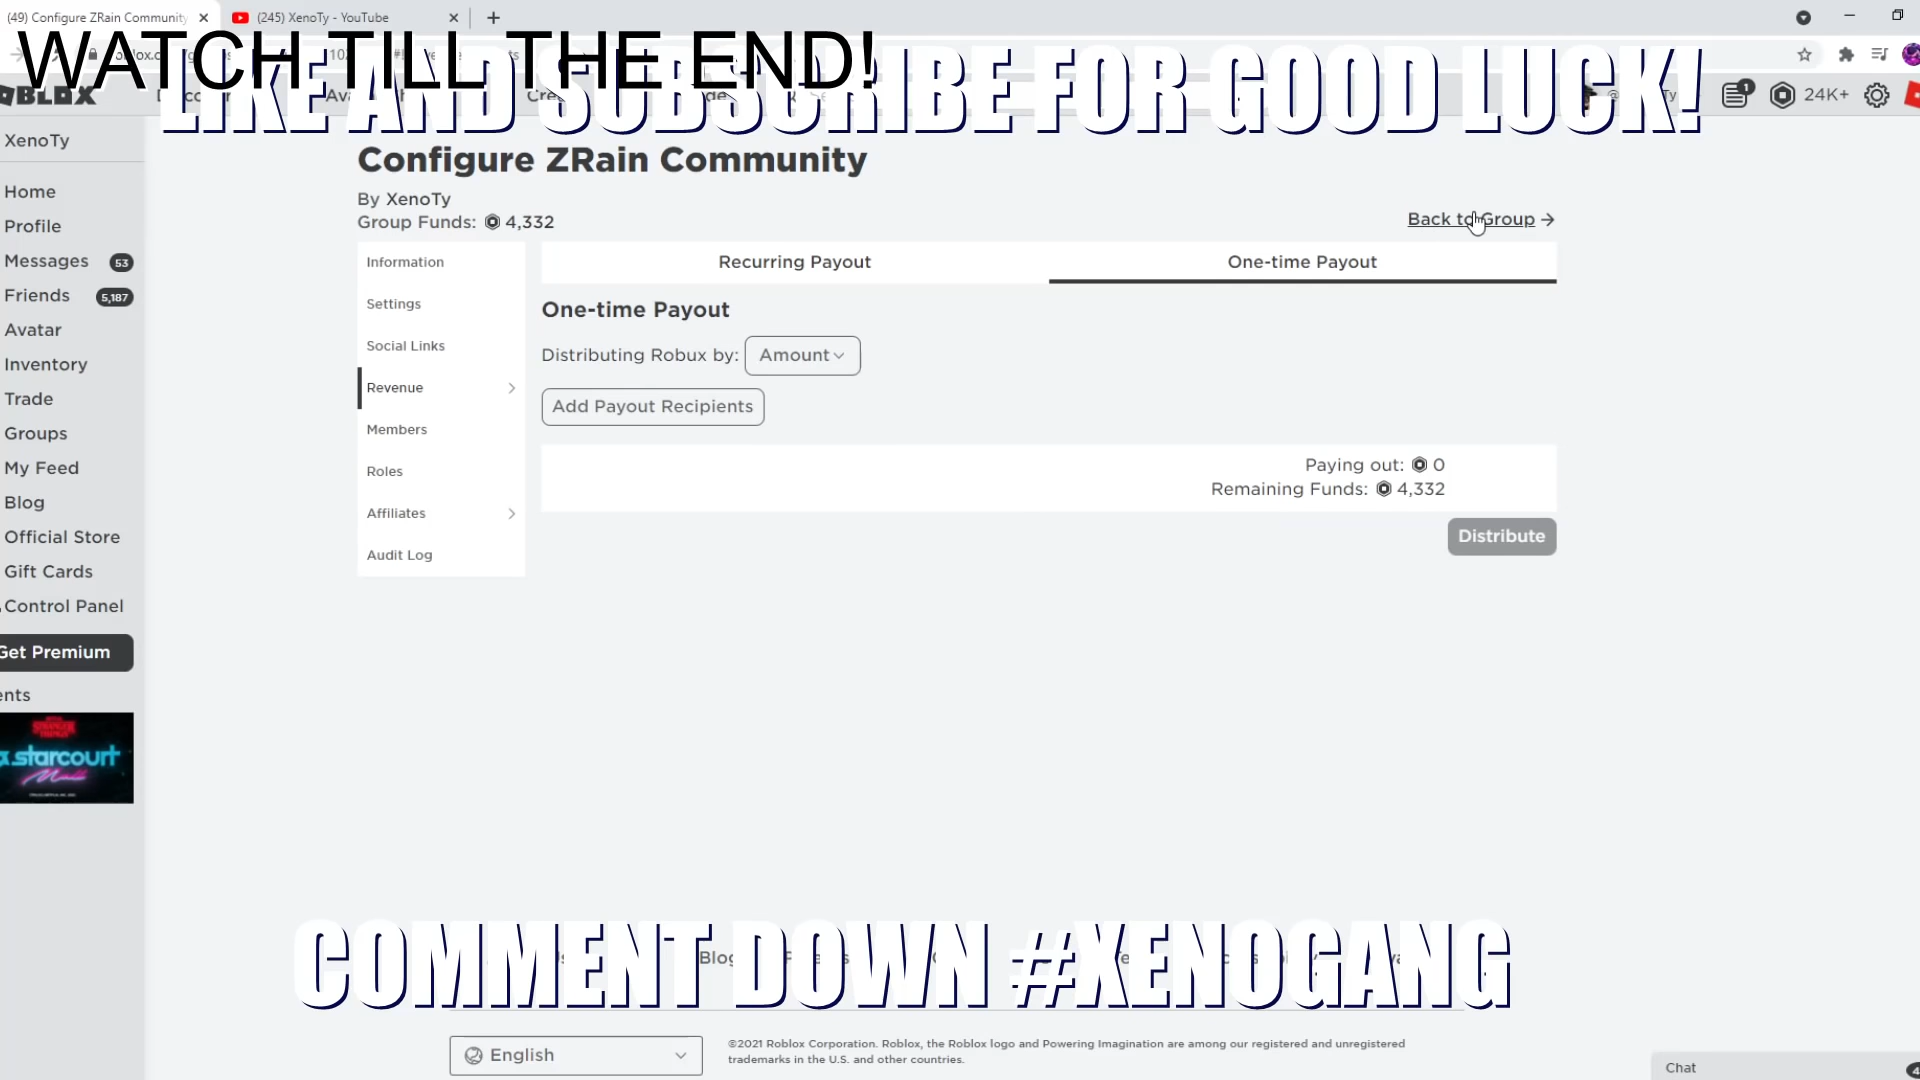 (49) Configure ZRain Community
(245) XenoTy - YouTube
WATCH TILL THE END!
LIKE AND SUBSCRIBE FOR GOOD LUCK!
24K+
1
XenoTy
Home
Profile
Messages 53
Friends 5,187
Avatar
Inventory
Trade
Groups
My Feed
Blog
Official Store
Gift Cards
Control Panel
Get Premium
ents
starcourt
Configure ZRain Community
By XenoTy
Group Funds: 4,332
Back to Group
Information
Settings
Social Links
Revenue
Members
Roles
Affiliates
Audit Log
Recurring Payout
One-time Payout
One-time Payout
Distributing Robux by: Amount
Add Payout Recipients
Paying out: 0
Remaining Funds: 4,332
Distribute
COMMENT DOWN #XENOGANG
English
©2021 Roblox Corporation. Roblox, the Roblox logo and Powering Imagination are among our registered and unregistered
trademarks in the U.S. and other countries.
Chat